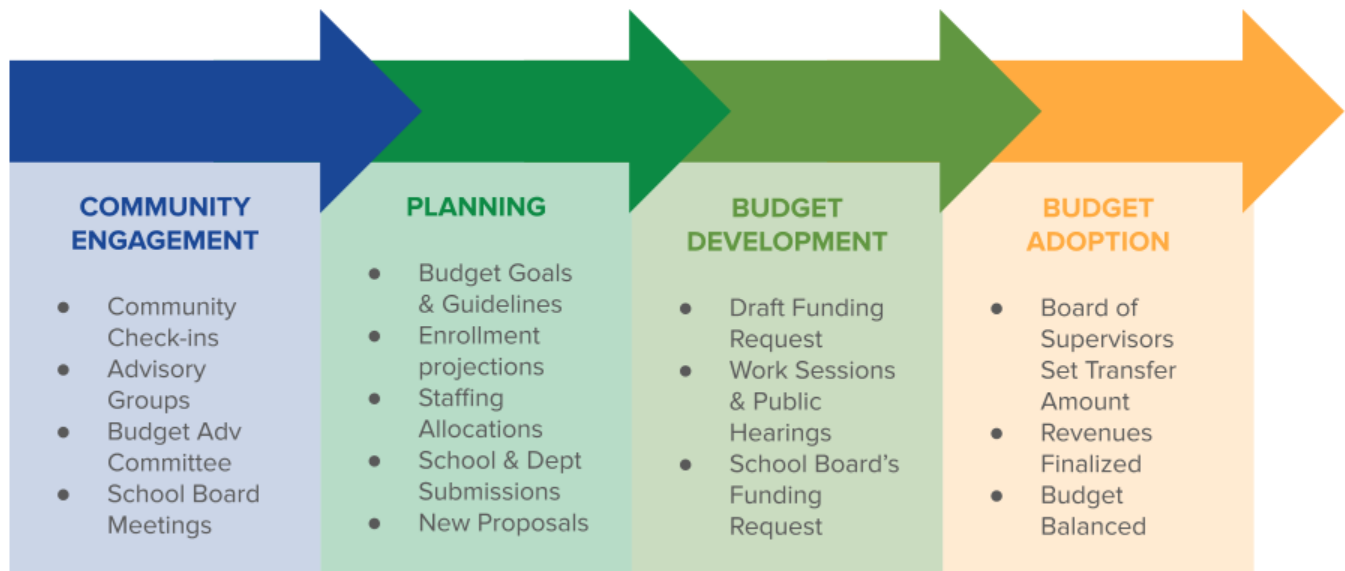 COMMUNITY
ENGAGEMENT
● Community
Check-ins
● Advisory
Groups
● Budget Adv
Committee
● School Board
Meetings
PLANNING
● Budget Goals
& Guidelines
● Enrollment
projections
● Staffing
Allocations
● School & Dept
Submissions
● New Proposals
BUDGET
DEVELOPMENT
● Draft Funding
Request
● Work Sessions
& Public
Hearings
● School Board’s
Funding
Request
BUDGET
ADOPTION
● Board of
Supervisors
Set Transfer
Amount
● Revenues
Finalized
● Budget
Balanced